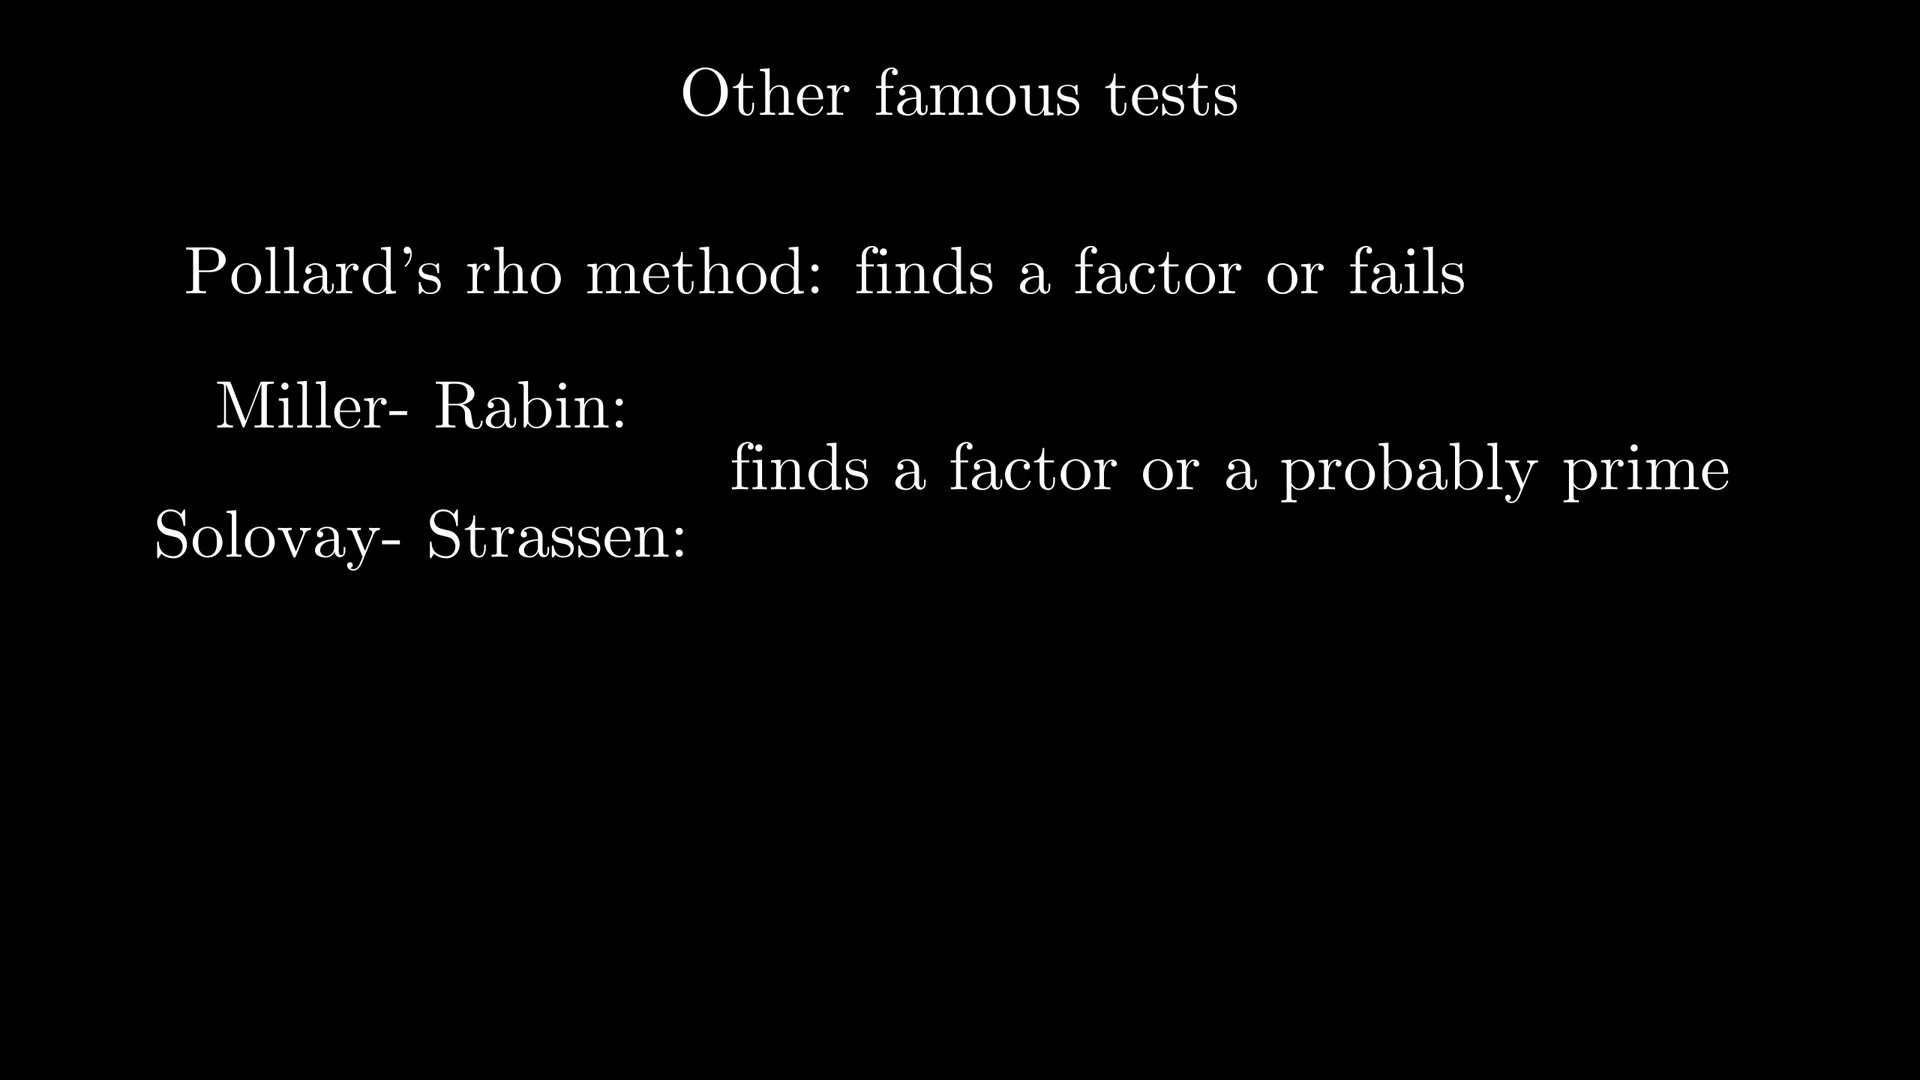 Other famous tests
Pollard's rho method: finds a factor or fails
Miller- Rabin:
finds a factor or a probably prime
Solovay- Strassen: